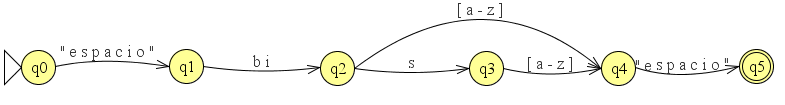 [a-z]
"espacio"
bi
s
[a-z]
"espacio"
q0
q1
q2
q3
q4
q5